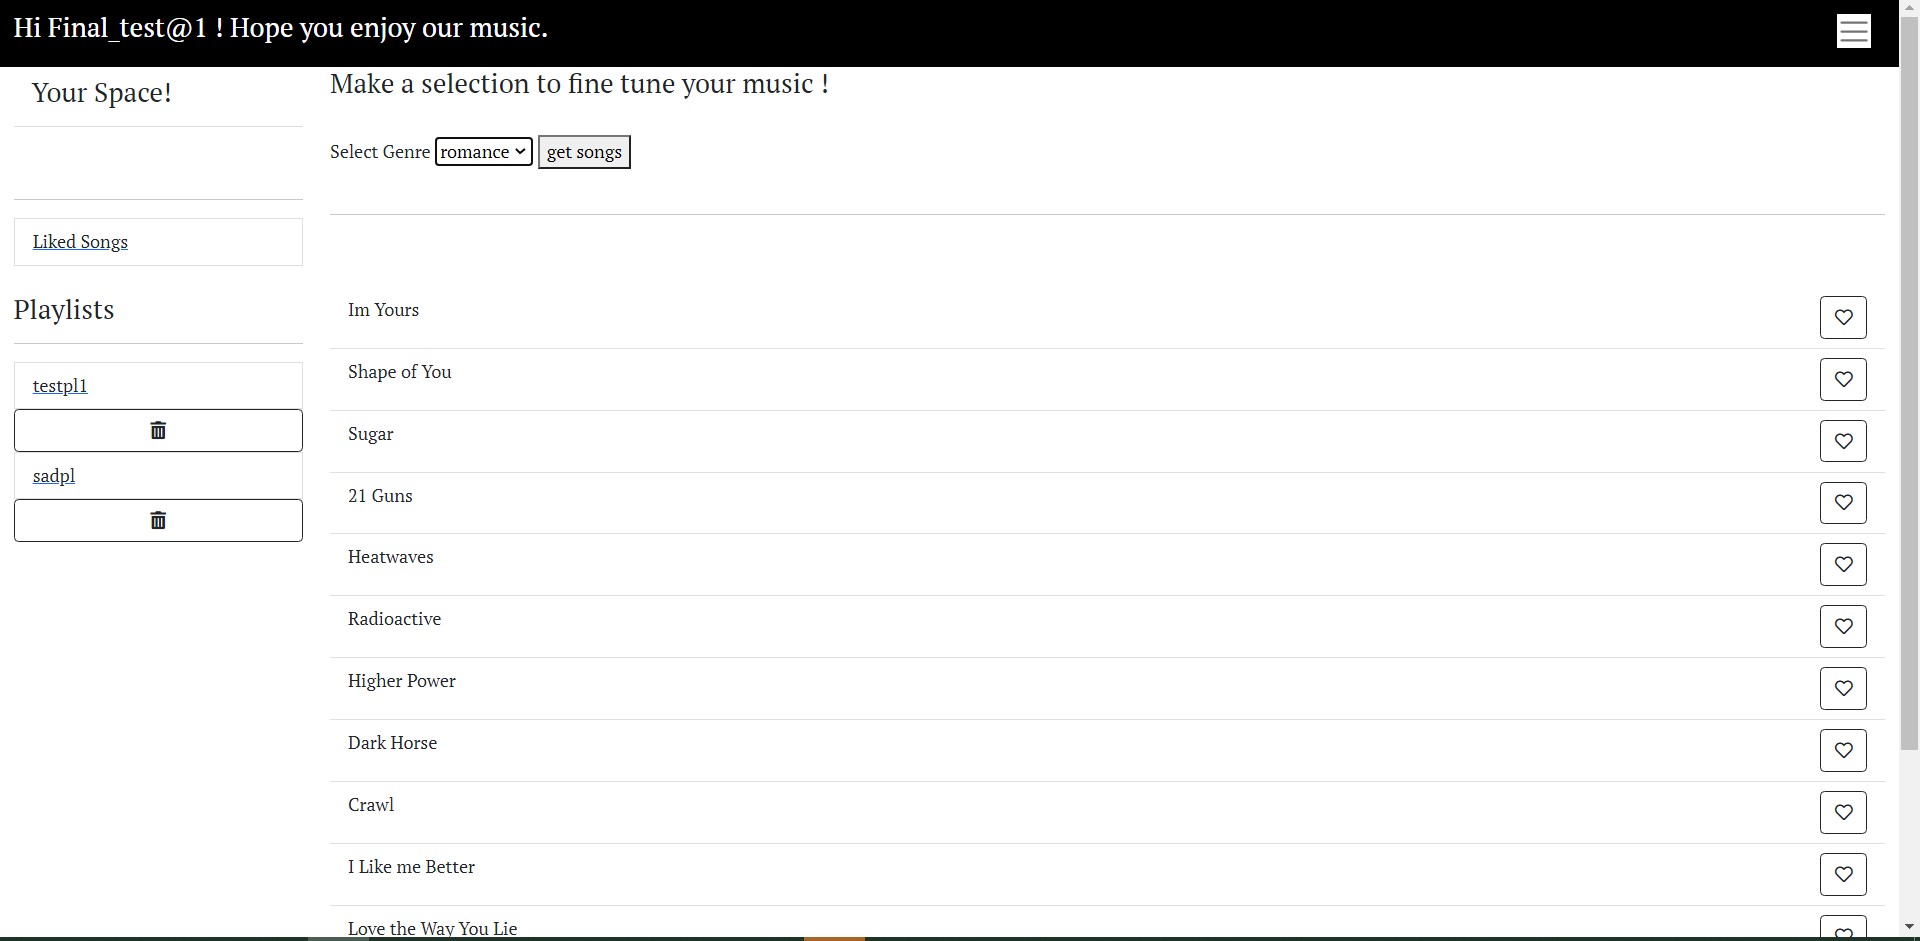 Hi Final_test@1 ! Hope you enjoy our music.
Your Space!
Liked Songs
Playlists
testpl1
sadpl
Make a selection to fine tune your music !
Select Genre romance get songs
Im Yours
Shape of You
Sugar
21 Guns
Heatwaves
Radioactive
Higher Power
Dark Horse
Crawl
I Like me Better
Love the Way You Lie